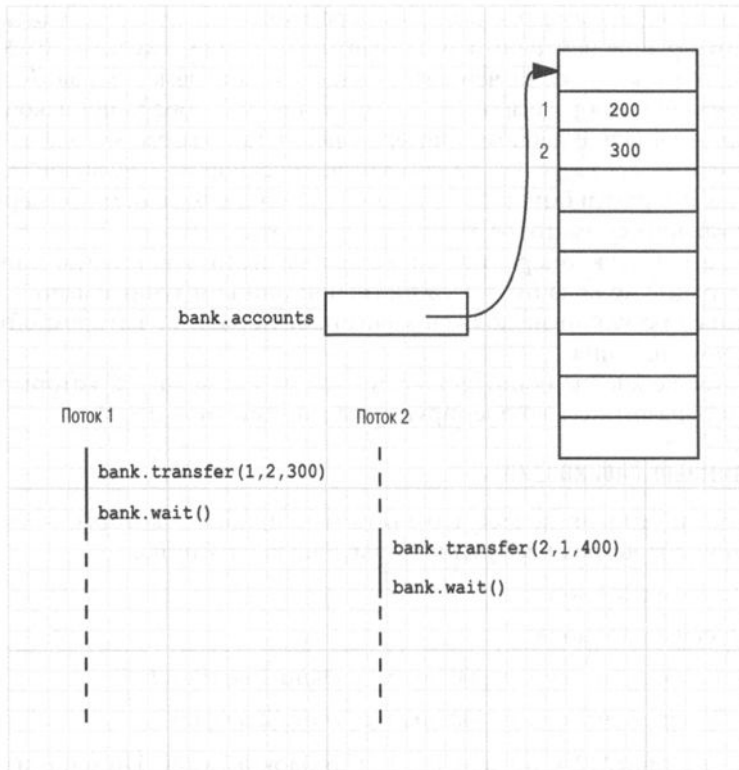 1 200
2 300
bank.accounts
Поток 1 Поток 2
bank.transfer(1,2,300)
bank.wait()
bank.transfer(2,1,400)
bank.wait()